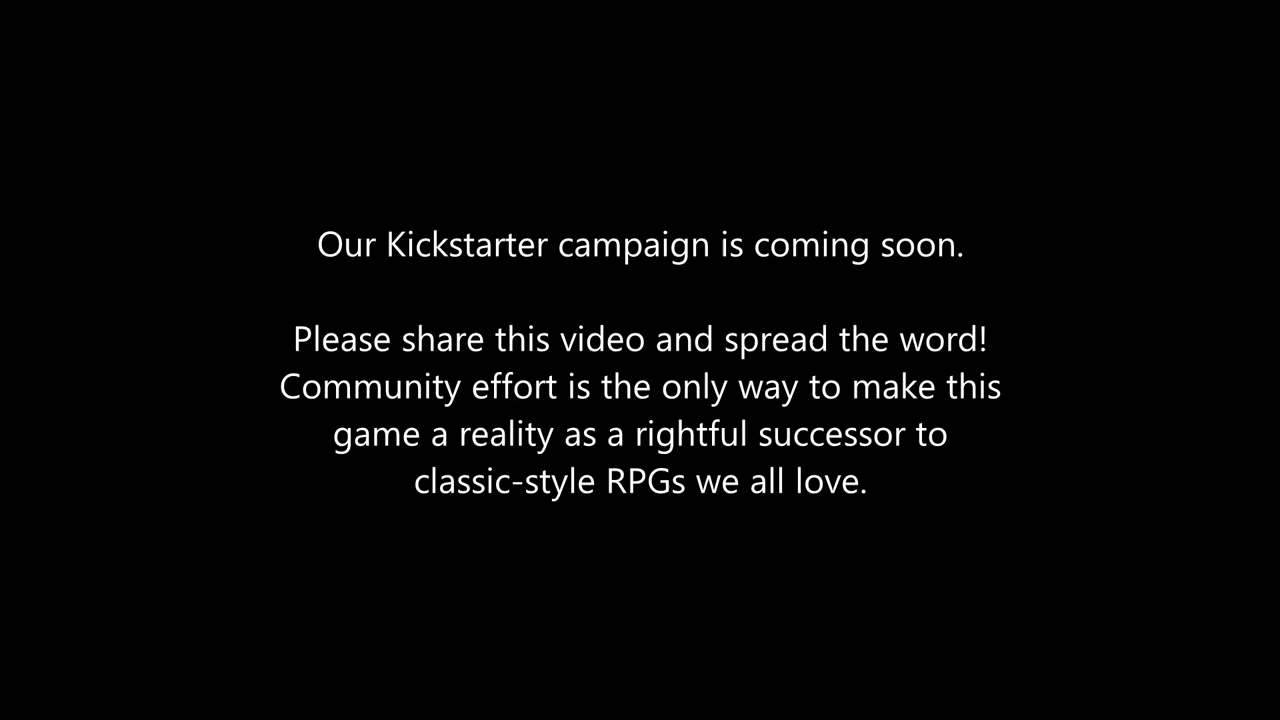 Our Kickstarter campaign is coming soon.
Please share this video and spread the word!
Community effort is the only way to make this
game a reality as a rightful successor to
classic-style RPGs we all love.